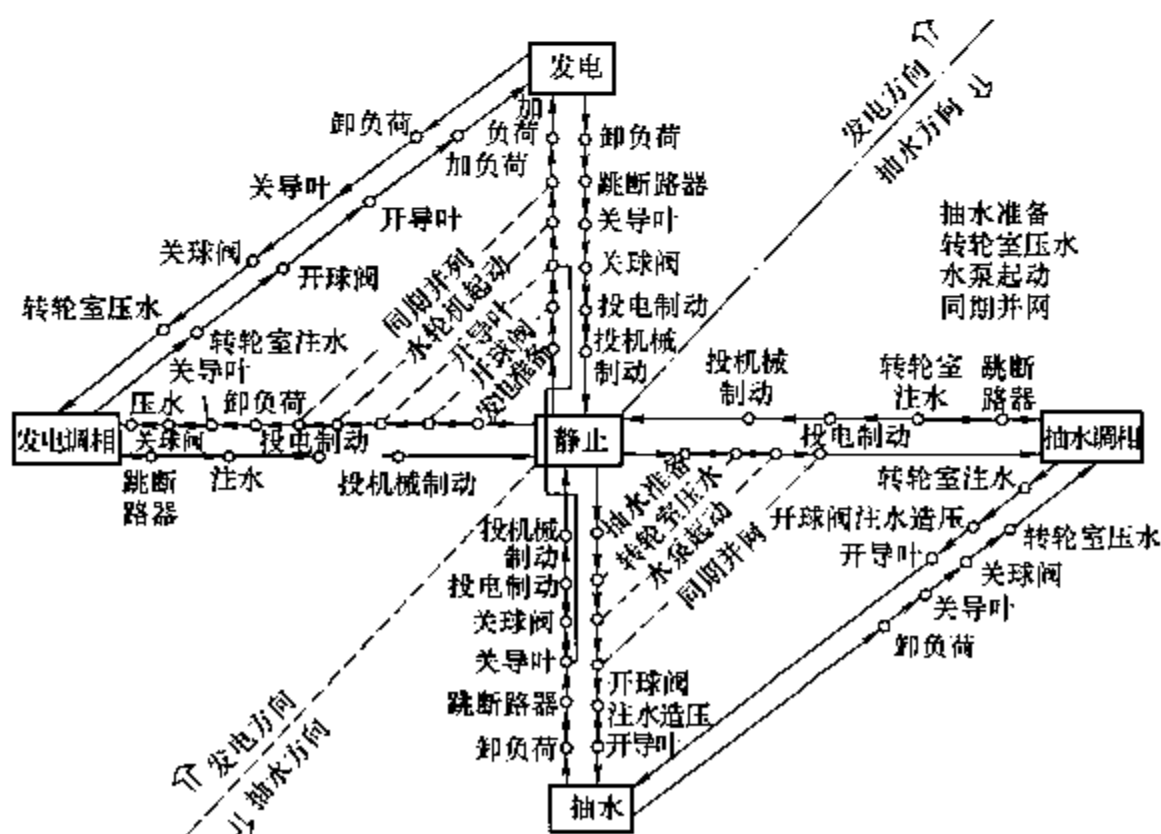 发电
加
负荷
卸负荷
卸负荷
加负荷
跳断路器
关导叶
开导叶
关导叶
关球阀
开球阀
关球阀
转轮室压水
转轮室注水
投电制动
投机械
制动
同期并列
水轮机起动
开导叶
开球阀
发电准备
发电方向
抽水方向
抽水准备
转轮室压水
水泵起动
同期并网
关导叶
压水
卸负荷
发电调相
关球阀
投电制动
跳断
路器
注水
投机械制动
静止
投机械
制动
转轮室
注水
跳断
路器
投电制动
抽水调相
抽水准备
转轮室压水
水泵起动
同期并网
转轮室注水
开球阀注水造压
开导叶
转轮室压水
关球阀
关导叶
卸负荷
投机械
制动
投电制动
关球阀
关导叶
跳断路器
卸负荷
开球阀
注水造压
开导叶
抽水
发电方向
抽水方向